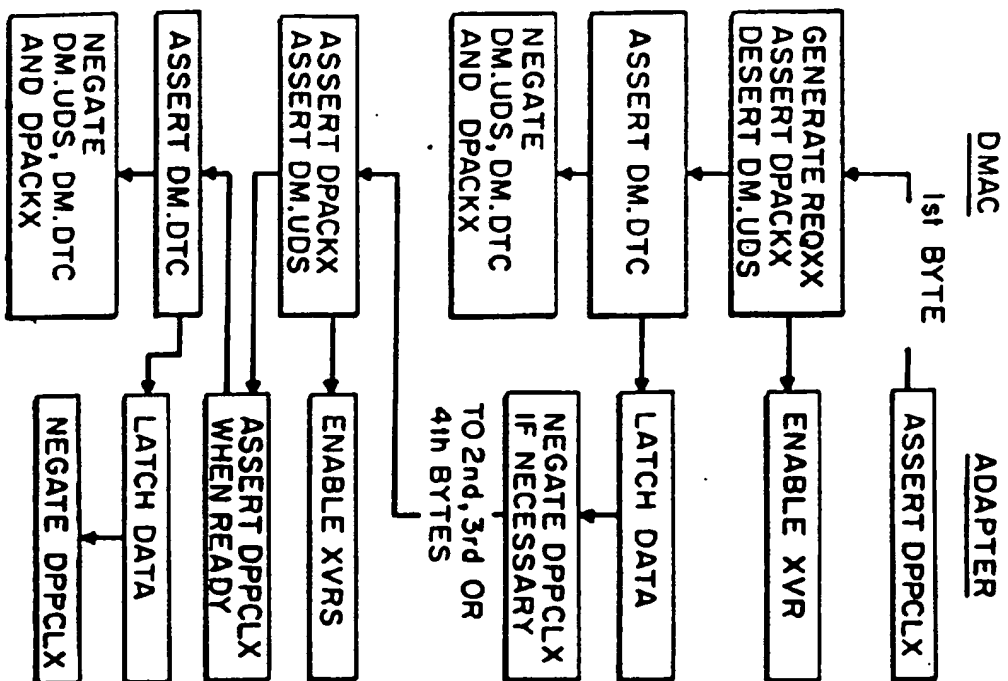 DMAC
ADAPTER
1st BYTE
ASSERT DPPCLX
GENERATE REQXX
ASSERT DPACKX
DESERT DM.UDS
ENABLE XVR
ASSERT DM.DTC
LATCH DATA
NEGATE
DM.UDS, DM.DTC
AND DPACKX
NEGATE DPPCLX
IF NECESSARY
TO 2nd, 3rd OR
4th BYTES
ASSERT DPACKX
ASSERT DM.UDS
ENABLE XVRS
ASSERT DPPCLX
WHEN READY
ASSERT DM.DTC
LATCH DATA
NEGATE
DM.UDS, DM.DTC
AND DPACKX
NEGATE DPPCLX